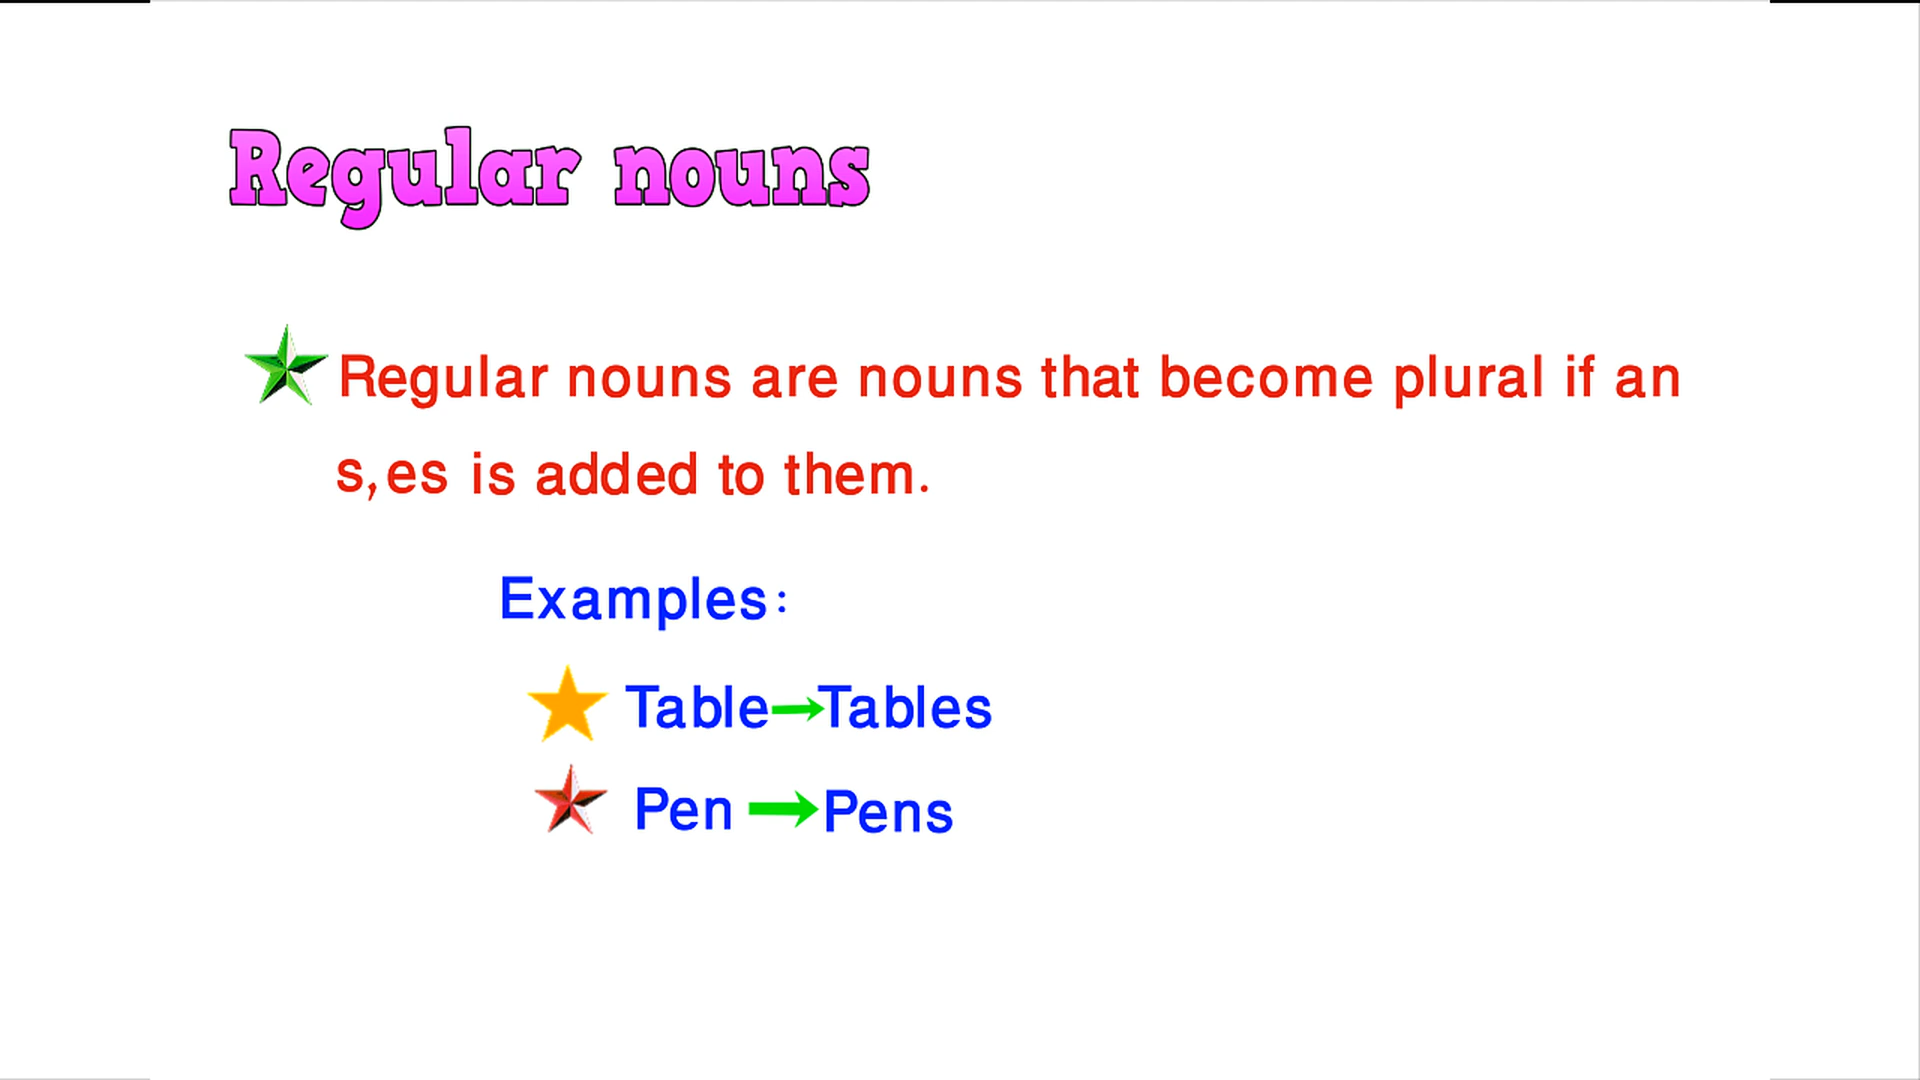 Regular nouns
Regular nouns are nouns that become plural if an
s,es is added to them.
Examples:
Table→Tables
Pen→Pens